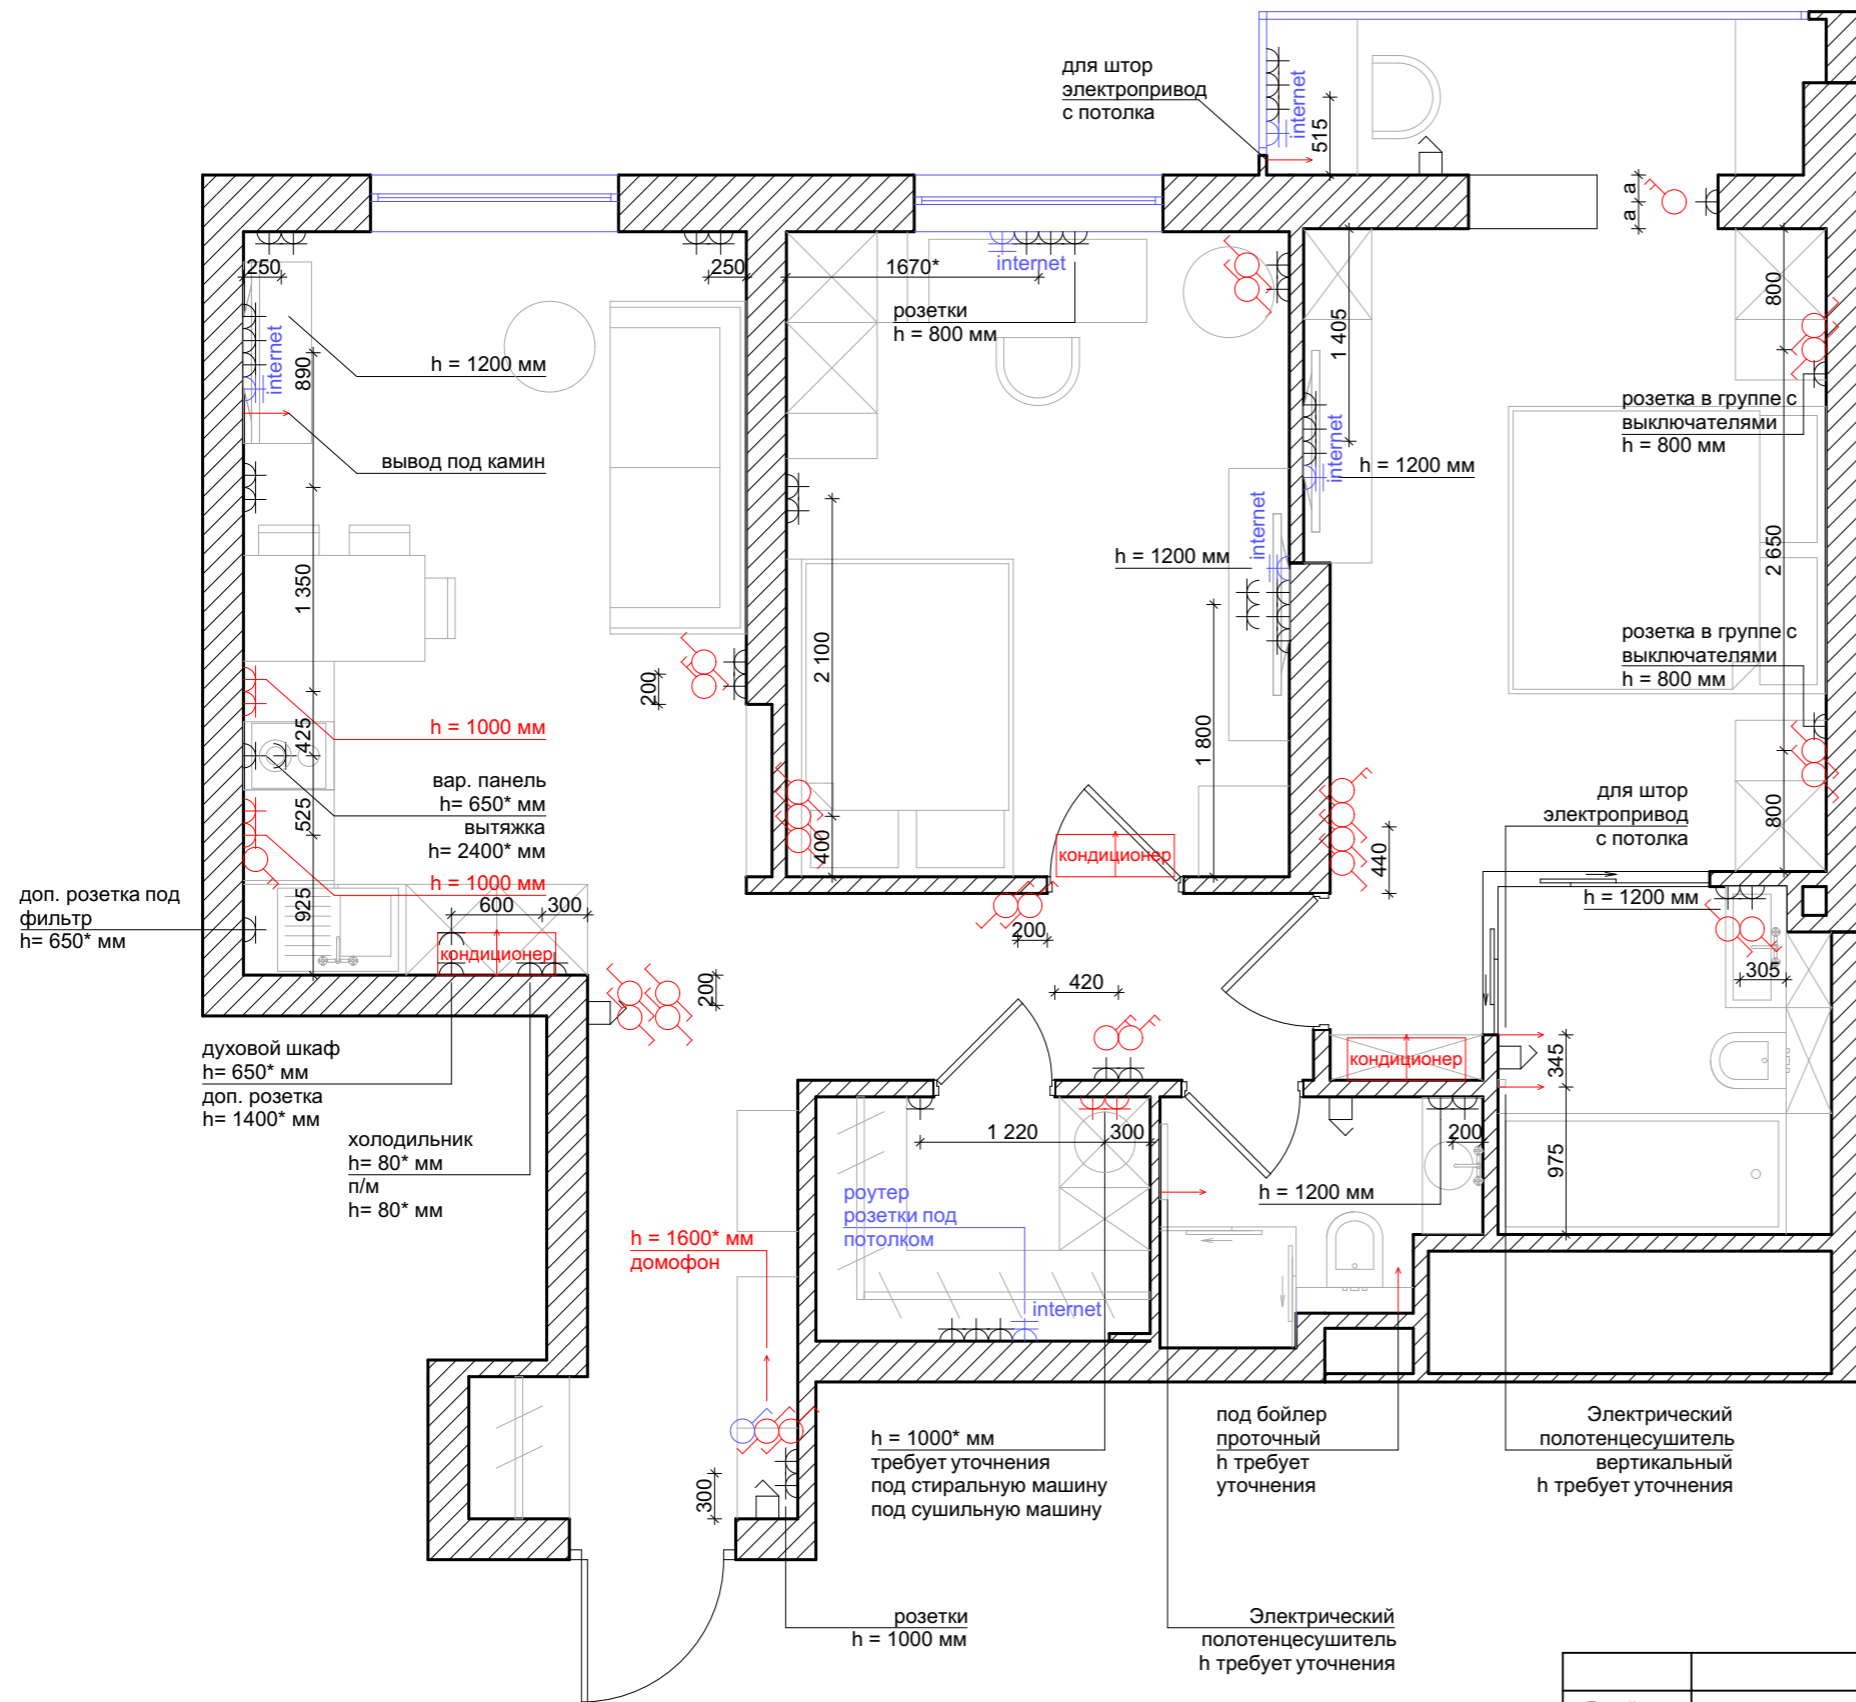 для штор
электропривод
с потолка
internet
515
a
a
250
250
1670*
internet
розетки
h = 800 мм
internet
890
h = 1200 мм
вывод под камин
1 405
internet
h = 1200 мм
800
розетка в группе с
выключателями
h = 800 мм
internet
h = 1200 мм
2 650
1 350
2 100
200
1 800
розетка в группе с
выключателями
h = 800 мм
425
h = 1000 мм
вар. панель
h= 650* мм
вытяжка
h= 2400* мм
525
h = 1000 мм
400
кондиционер
440
для штор
электропривод
с потолка
800
доп. розетка под
фильтр
h= 650* мм
925
600
300
кондиционер
200
h = 1200 мм
305
200
420
духовой шкаф
h= 650* мм
доп. розетка
h= 1400* мм
холодильник
h= 80* мм
п/м
h= 80* мм
кондиционер
345
1 220
300
200
975
h = 1200 мм
роутер
розетки под
потолком
internet
h = 1600* мм
домофон
300
h = 1000* мм
требует уточнения
под стиральную машину
под сушильную машину
под бойлер
проточный
h требует
уточнения
Электрический
полотенцесушитель
вертикальный
h требует уточнения
розетки
h = 1000 мм
Электрический
полотенцесушитель
h требует уточнения